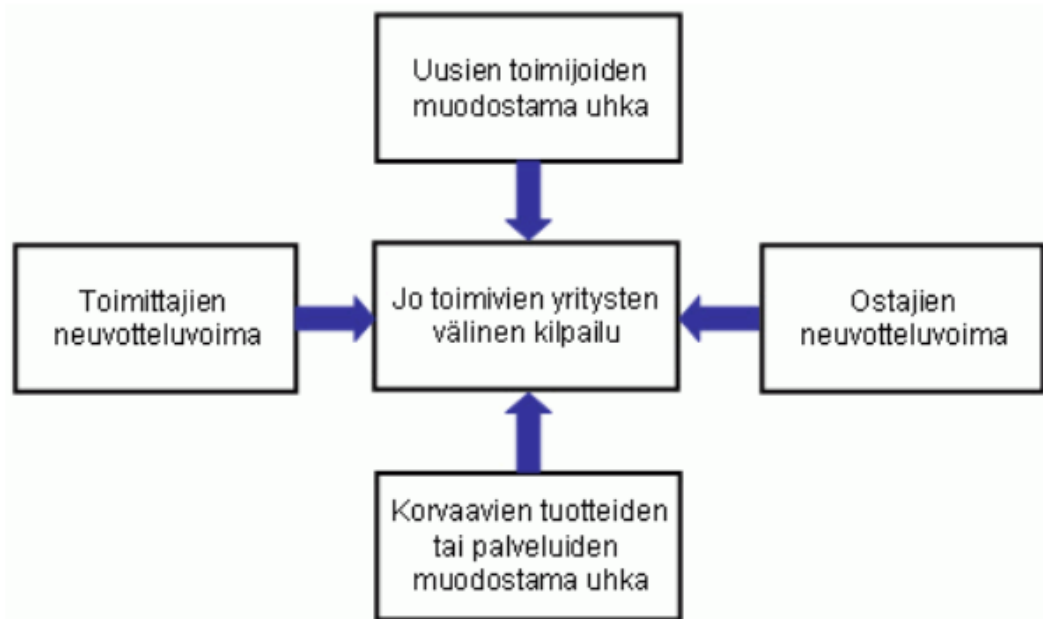 Uusien toimijoiden
muodostama uhka
Toimittajien
neuvotteluvoima
Jo toimivien yritysten
välinen kilpailu
Ostajien
neuvotteluvoima
Korvaavien tuotteiden
tai palveluiden
muodostama uhka